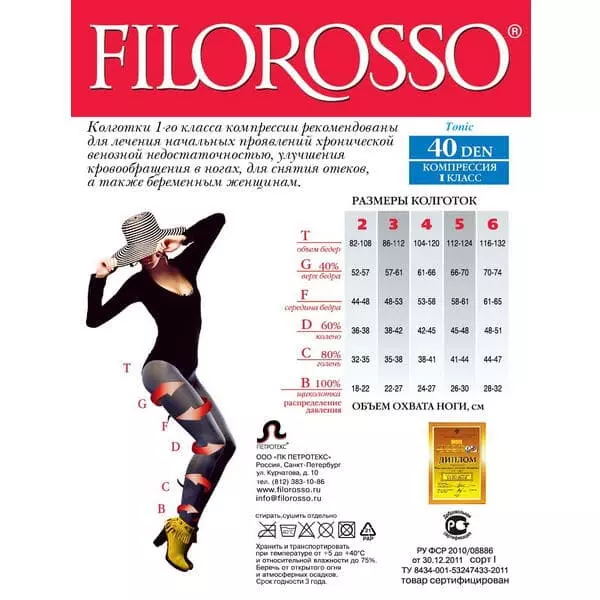 FILOROSSO®
Колготки 1-го класса компрессии рекомендованы
для лечения начальных проявлений хронической
венозной недостаточностью, улучшения
кровообращения в ногах, для снятия отеков,
а также беременным женщинам.
Tonic
40 DEN
КОМПРЕССИЯ
I КЛАСС
РАЗМЕРЫ КОЛГОТОК
2 3 4 5 6
T объем бедер 82-108 86-112 104-120 112-124 116-132
G 40% верх бедра 52-57 57-61 61-66 66-70 70-74
F середина бедра 44-48 48-53 53-58 58-61 61-65
D 60% колено 36-38 38-42 42-45 45-48 48-51
C 80% голень 32-35 35-38 38-41 41-44 44-47
B 100% щиколотка 18-22 22-27 24-27 26-30 28-32
распределение
давления
ОБЪЕМ ОХВАТА НОГИ, см
T
G
F
D
C
B
ПЕТРОТЕКС
ООО «ПК ПЕТРОТЕКС»
Россия, Санкт-Петербург
ул. Курчатова, д. 10
тел. (812) 383-10-86
www.filorosso.ru
info@filorosso.ru
ДИПЛОМ
стирать,сушить отдельно
21
PAP
Хранить и транспортировать
при температуре от +5 до +40°С
и относительности влажности до 75%.
Беречь от открытого огня
и атмосферных осадков.
Срок годности 3 года.
Добровольная
сертификация
РУ ФСР 2010/08886
от 30.12.2011 сорт I
ТУ 8434-001-53247433-2011
товар сертифицирован